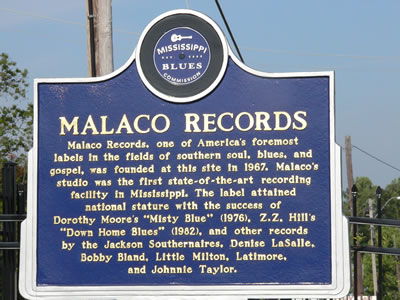 MISSISSIPPI
BLUES
COMMISSION
MALACO RECORDS
Malaco Records, one of America's foremost
labels in the fields of southern soul, blues, and
gospel, was founded at this site in 1967. Malaco's
studio was the first state-of-the-art recording
facility in Mississippi. The label attained
national stature with the success of
Dorothy Moore's "Misty Blue" (1976), Z.Z. Hill's
"Down Home Blues" (1982), and other records
by the Jackson Southernaires, Denise LaSalle,
Bobby Bland, Little Milton, Latimore,
and Johnnie Taylor.